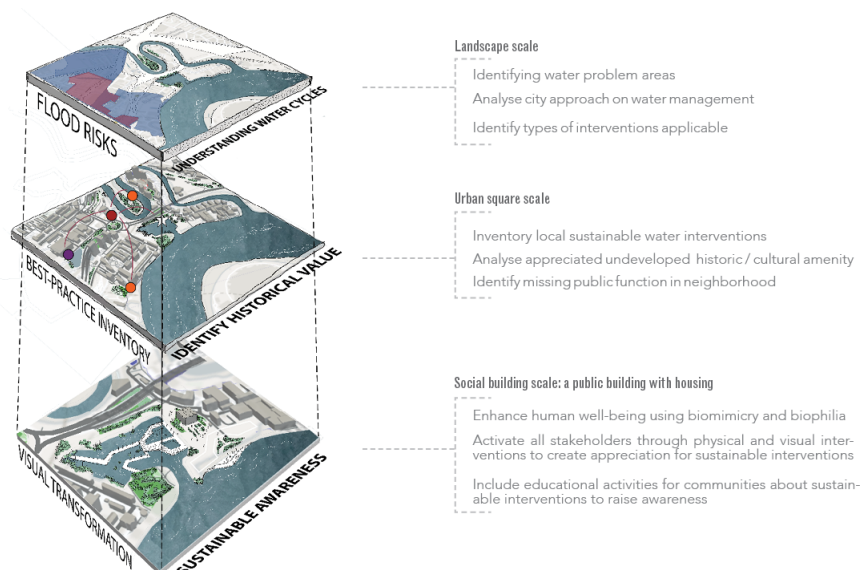 Landscape scale
Identifying water problem areas
Analyse city approach on water management
Identify types of interventions applicable
FLOOD RISKS
UNDERSTANDING WATER CYCLES
Urban square scale
Inventory local sustainable water interventions
Analyse appreciated undeveloped historic / cultural amenity
Identify missing public function in neighborhood
BEST-PRACTICE INVENTORY
IDENTIFY HISTORICAL VALUE
Social building scale: a public building with housing
Enhance human well-being using biomimicry and biophilia
Activate all stakeholders through physical and visual inter-
ventions to create appreciation for sustainable interventions
Include educational activities for communities about sustain-
able interventions to raise awareness
VISUAL TRANSFORMATION
SUSTAINABLE AWARENESS